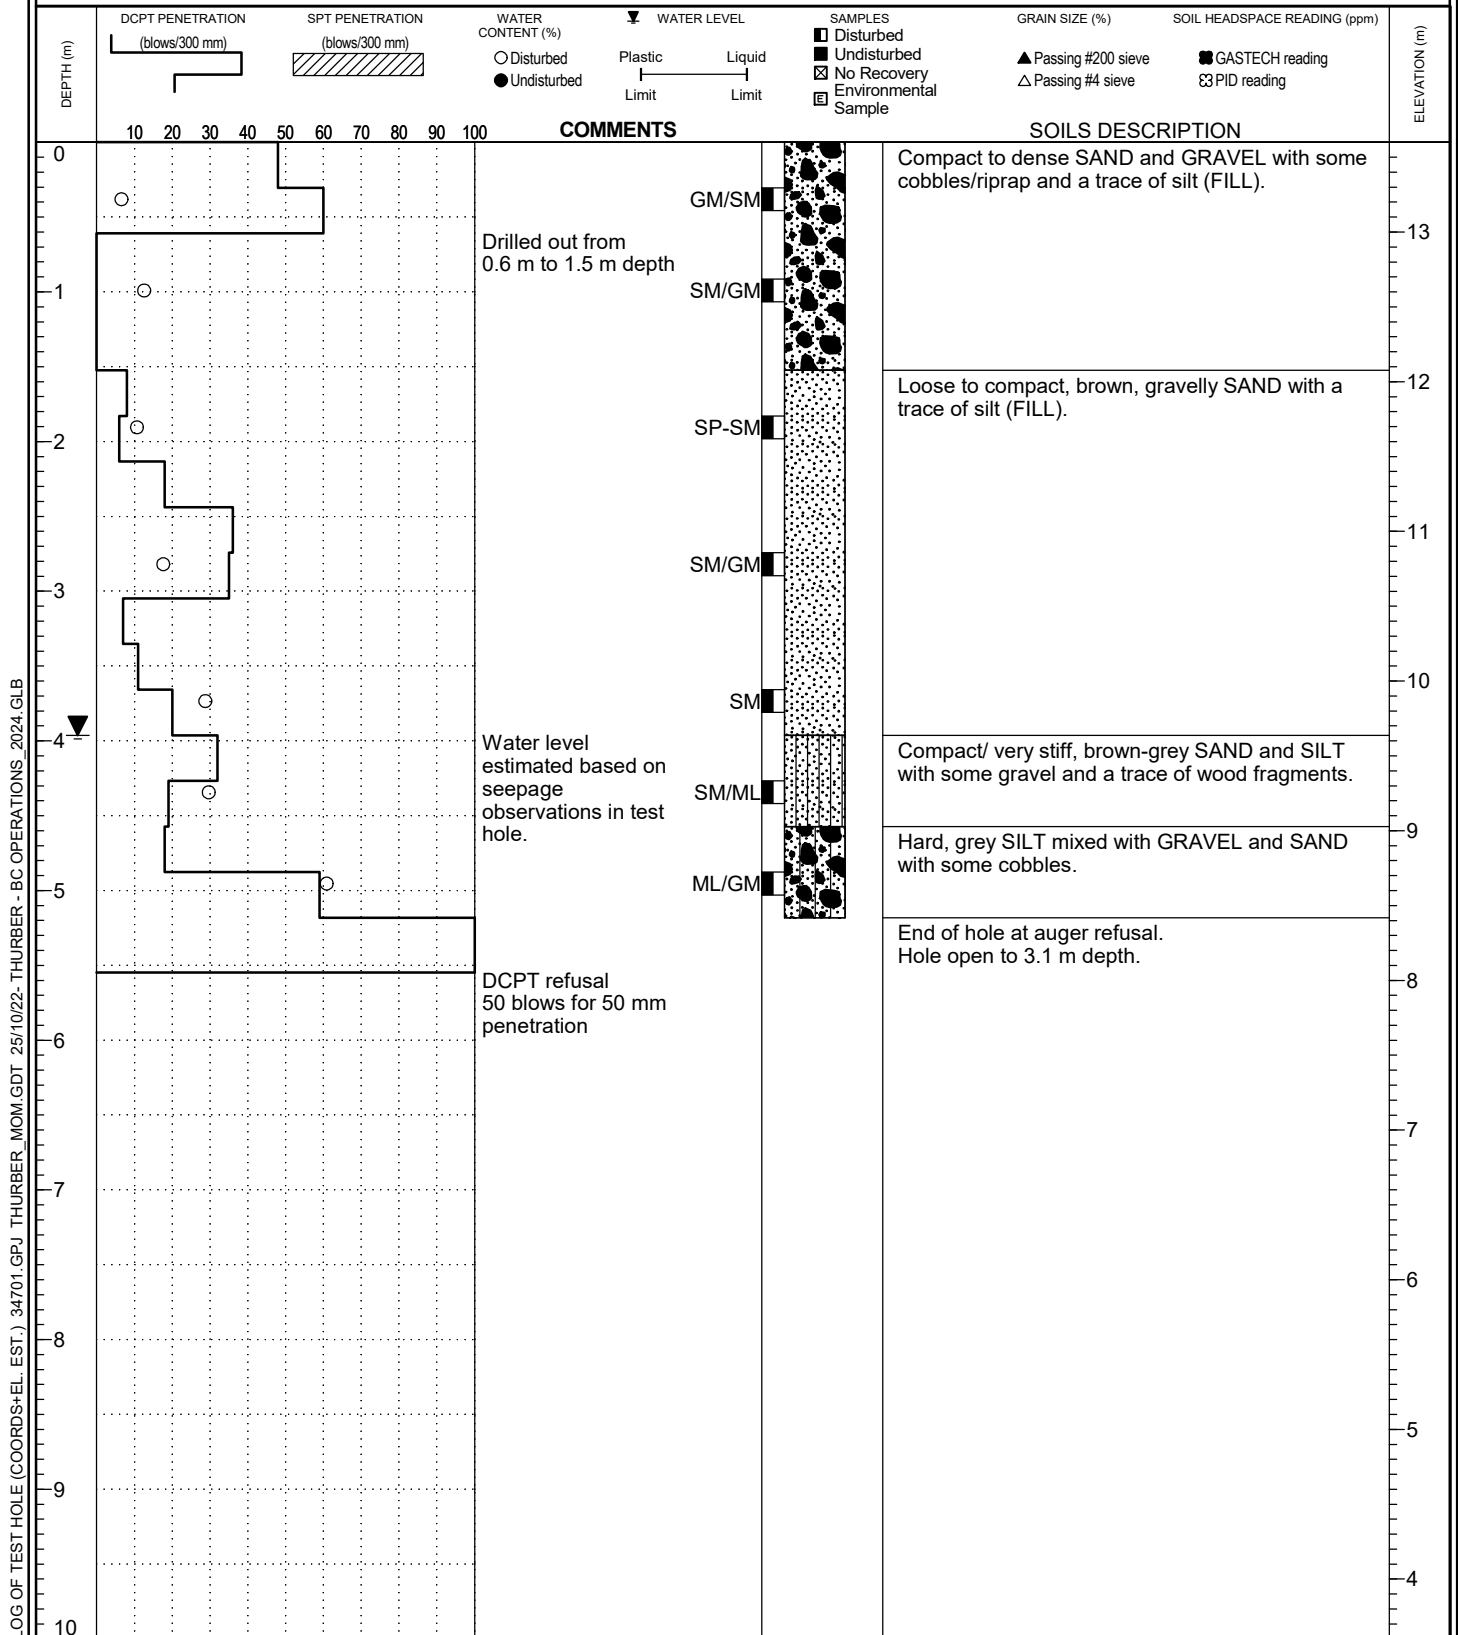 DCPT PENETRATION
(blows/300 mm)
SPT PENETRATION
(blows/300 mm)
WATER
CONTENT (%)
Disturbed
Undisturbed
WATER LEVEL
Plastic Liquid
Limit Limit
SAMPLES
Disturbed
Undisturbed
No Recovery
E Environmental
Sample
GRAIN SIZE (%)
Passing #200 sieve
Passing #4 sieve
SOIL HEADSPACE READING (ppm)
GASTECH reading
PID reading
DEPTH (m)
ELEVATION (m)
10 20 30 40 50 60 70 80 90 100
COMMENTS
SOILS DESCRIPTION
0
1
2
3
4
5
6
7
8
9
10
Drilled out from
0.6 m to 1.5 m depth
Water level
estimated based on
seepage
observations in test
hole.
DCPT refusal
50 blows for 50 mm
penetration
GM/SM
SM/GM
SP-SM
SM/GM
SM
SM/ML
ML/GM
Compact to dense SAND and GRAVEL with some
cobbles/riprap and a trace of silt (FILL).
Loose to compact, brown, gravelly SAND with a
trace of silt (FILL).
Compact/ very stiff, brown-grey SAND and SILT
with some gravel and a trace of wood fragments.
Hard, grey SILT mixed with GRAVEL and SAND
with some cobbles.
End of hole at auger refusal.
Hole open to 3.1 m depth.
13
12
11
10
9
8
7
6
5
4
LOG OF TEST HOLE (COORDS+EL. EST.) 34701.GPJ THURBER_MOM.GDT 25/10/22- THURBER - BC OPERATIONS_2024.GLB